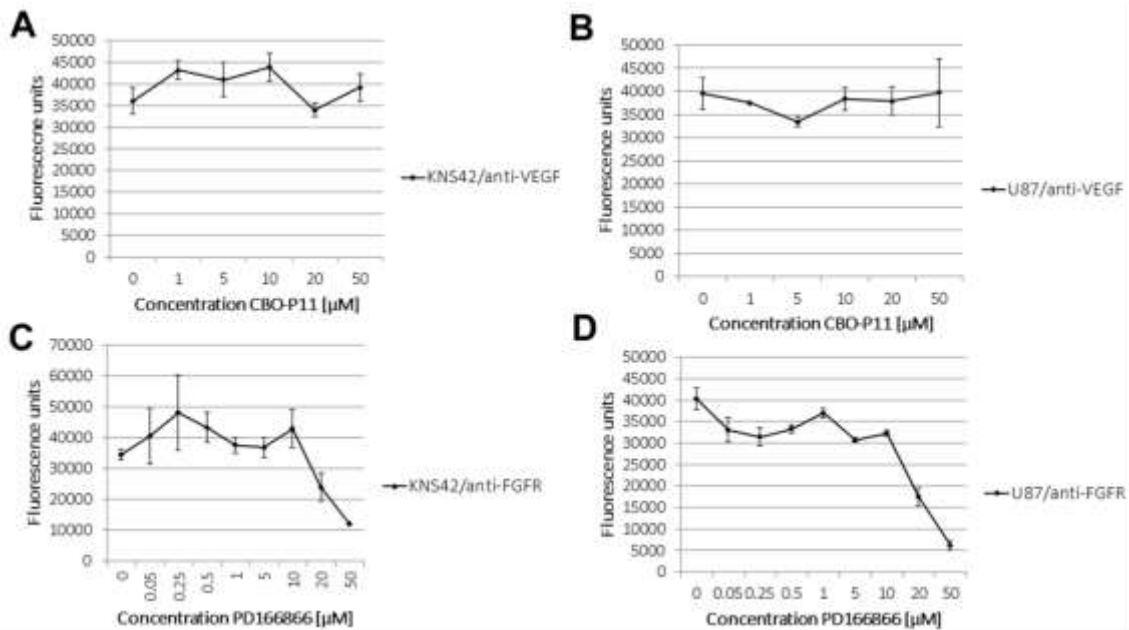 A
50000
45000
40000
35000
30000
25000
20000
15000
10000
5000
0
Fluorescecne units
0 1 5 10 20 50
Concentration CBO-P11 [µM]
KNS42/anti-VEGF
B
50000
45000
40000
35000
30000
25000
20000
15000
10000
5000
0
Fluorescence units
0 1 5 10 20 50
Concentration CBO-P11 [µM]
U87/anti-VEGF
C
70000
60000
50000
40000
30000
20000
10000
0
Fluorescence units
0 0.05 0.25 0.5 1 5 10 20 50
Concentration PD166866 [µM]
KNS42/anti-FGFR
D
50000
45000
40000
35000
30000
25000
20000
15000
10000
5000
0
Fluorescence units
0 0.05 0.25 0.5 1 5 10 20 50
Concentration PD166866 [µM]
U87/anti-FGFR